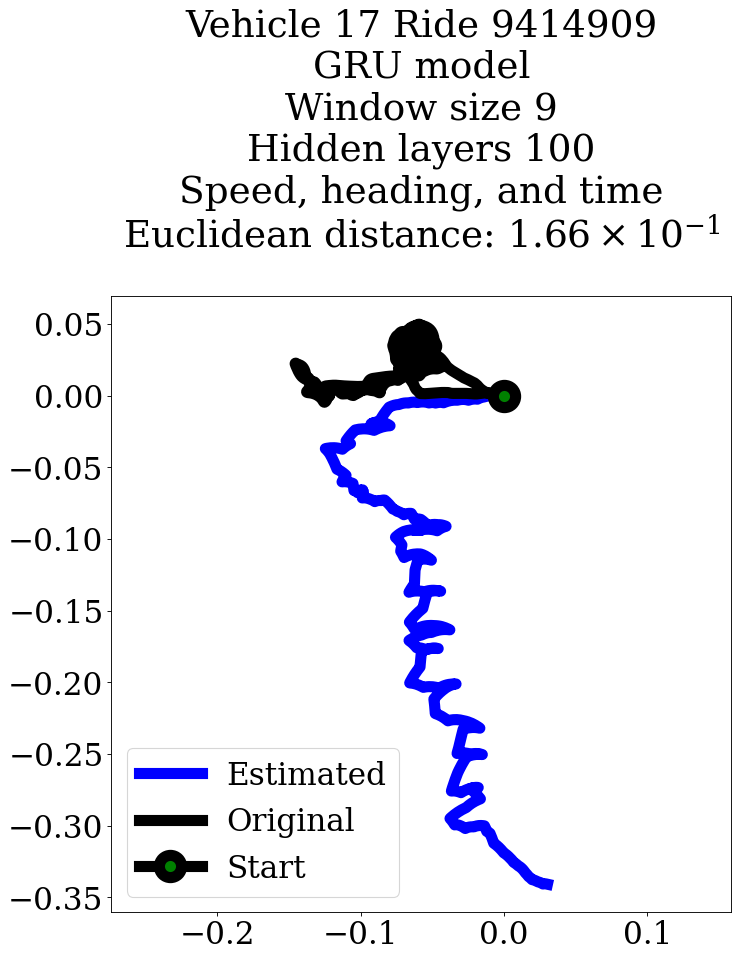 Vehicle 17 Ride 9414909
GRU model
Window size 9
Hidden layers 100
Speed, heading, and time
Euclidean distance: 1.66 × 10⁻¹
0.05
0.00
−0.05
−0.10
−0.15
−0.20
−0.25
−0.30
−0.35
Estimated
Original
Start
−0.2 −0.1 0.0 0.1